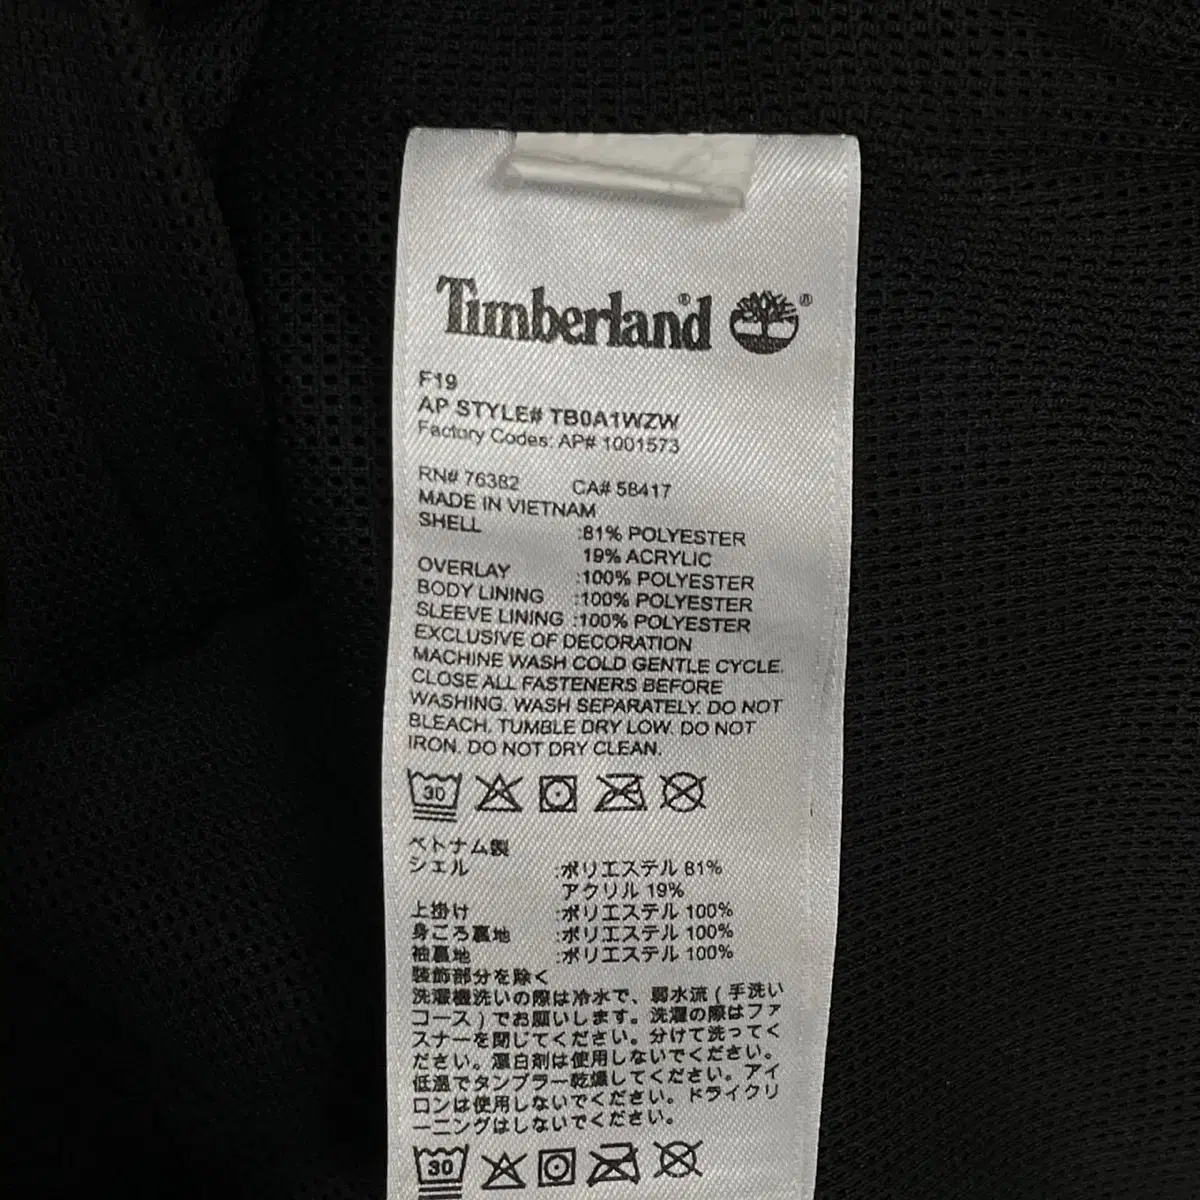 Timberland®
®
F19
AP STYLE# TB0A1WZW
Factory Codes: AP# 1001573
RN# 76382 CA# 58417
MADE IN VIETNAM
SHELL :81% POLYESTER
19% ACRYLIC
OVERLAY :100% POLYESTER
BODY LINING :100% POLYESTER
SLEEVE LINING :100% POLYESTER
EXCLUSIVE OF DECORATION
MACHINE WASH COLD GENTLE CYCLE.
CLOSE ALL FASTENERS BEFORE
WASHING. WASH SEPARATELY. DO NOT
BLEACH. TUMBLE DRY LOW. DO NOT
IRON. DO NOT DRY CLEAN.
30
ベトナム製
シェル :ポリエステル 81%
アクリル 19%
上掛け :ポリエステル 100%
身ごろ裏地 :ポリエステル 100%
袖裏地 :ポリエステル 100%
装飾部分を除く
洗濯機洗いの際は冷水で、弱水流(手洗い
コース)でお願いします。洗濯の際はファ
スナーを閉じてください。分けて洗ってく
ださい。漂白剤は使用しないでください。
低温でタンブラー乾燥してください。アイ
ロンは使用しないでください。ドライクリ
ーニングはしないでください。
30